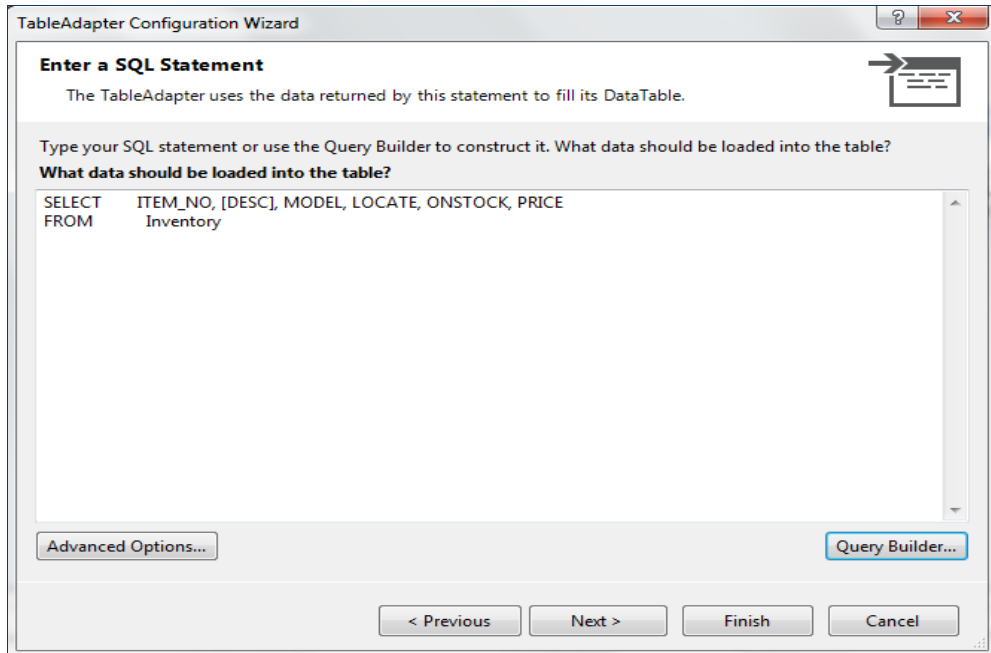 TableAdapter Configuration Wizard
Enter a SQL Statement
The TableAdapter uses the data returned by this statement to fill its DataTable.
Type your SQL statement or use the Query Builder to construct it. What data should be loaded into the table?
What data should be loaded into the table?
SELECT ITEM_NO, [DESC], MODEL, LOCATE, ONSTOCK, PRICE
FROM Inventory
Advanced Options...
Query Builder...
< Previous
Next >
Finish
Cancel